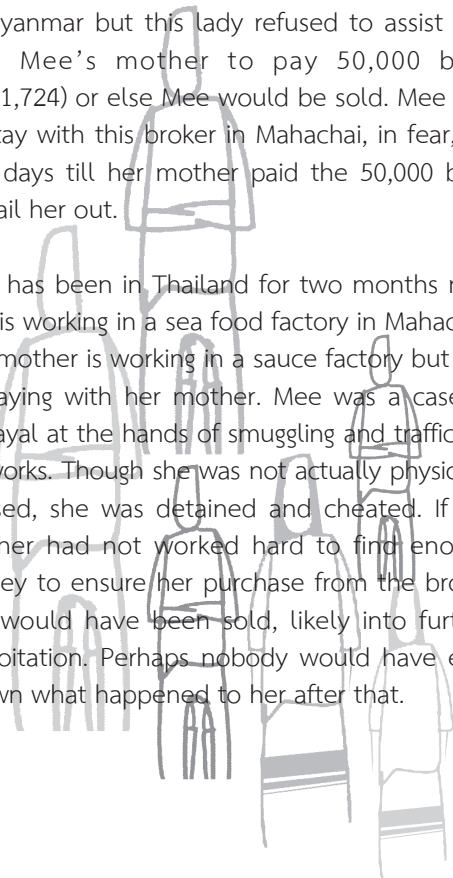 yanmar but this lady refused to assist
Mee's mother to pay 50,000 b
1,724) or else Mee would be sold. Mee
tay with this broker in Mahachai, in fear,
days till her mother paid the 50,000 b
ail her out.
has been in Thailand for two months
is working in a sea food factory in Mahac
mother is working in a sauce factory but
aying with her mother. Mee was a case
ayal at the hands of smuggling and traffic
works. Though she was not actually physic
sed, she was detained and cheated. If
her had not worked hard to find eno
ey to ensure her purchase from the bro
would have been sold, likely into furt
oitation. Perhaps nobody would have e
wn what happened to her after that.